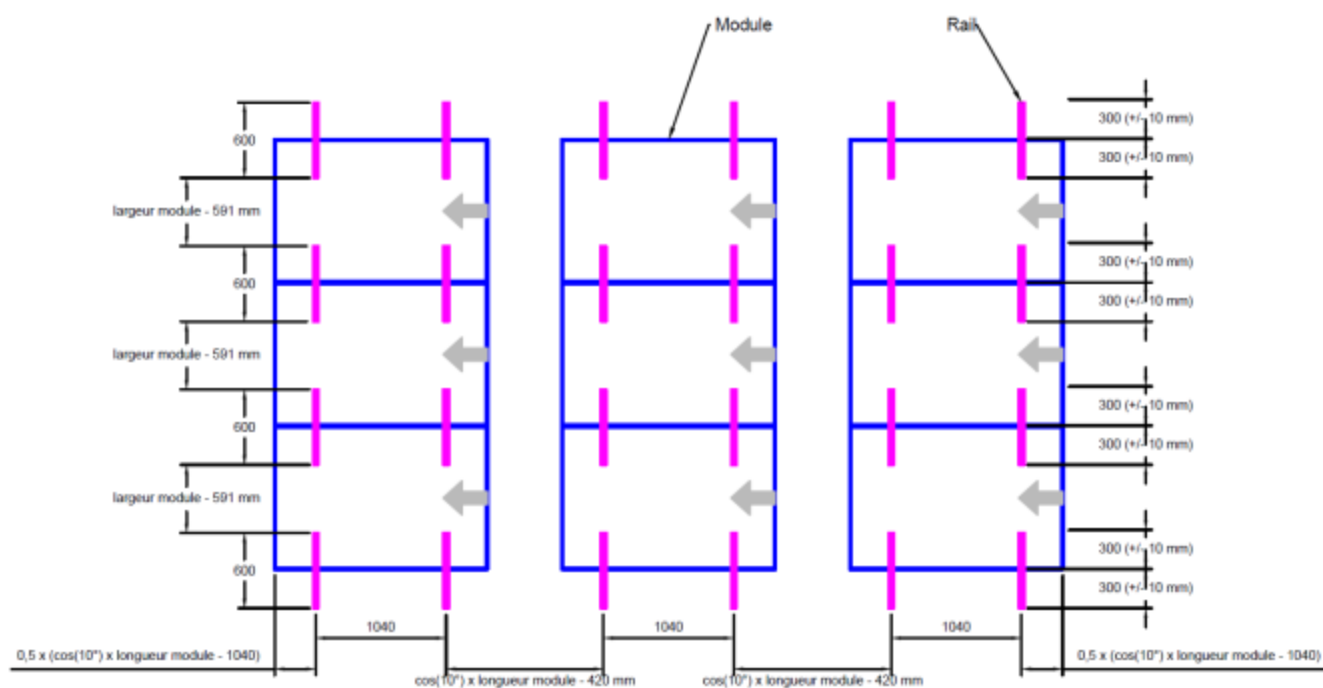 Module
Rail
600
300 (+/- 10 mm)
300 (+/- 10 mm)
largeur module - 591 mm
600
300 (+/- 10 mm)
300 (+/- 10 mm)
largeur module - 591 mm
600
300 (+/- 10 mm)
300 (+/- 10 mm)
largeur module - 591 mm
600
300 (+/- 10 mm)
300 (+/- 10 mm)
1040
1040
1040
0,5 x (cos(10°) x longueur module - 1040)
0,5 x (cos(10°) x longueur module - 1040)
cos(10°) x longueur module - 420 mm
cos(10°) x longueur module - 420 mm